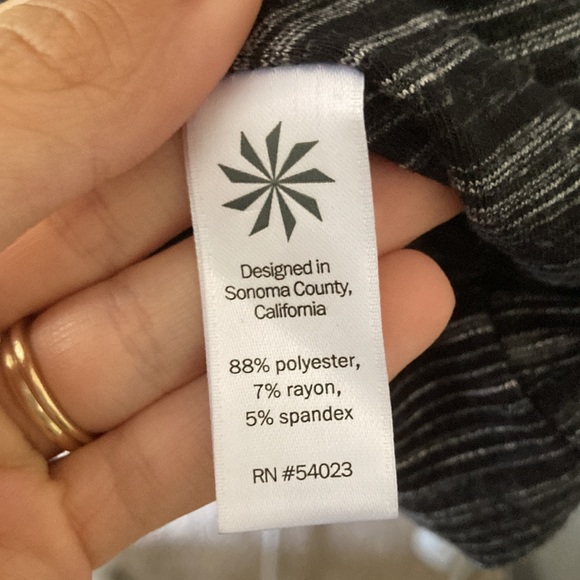 Designed in
Sonoma County,
California
88% polyester,
7% rayon,
5% spandex
RN #54023